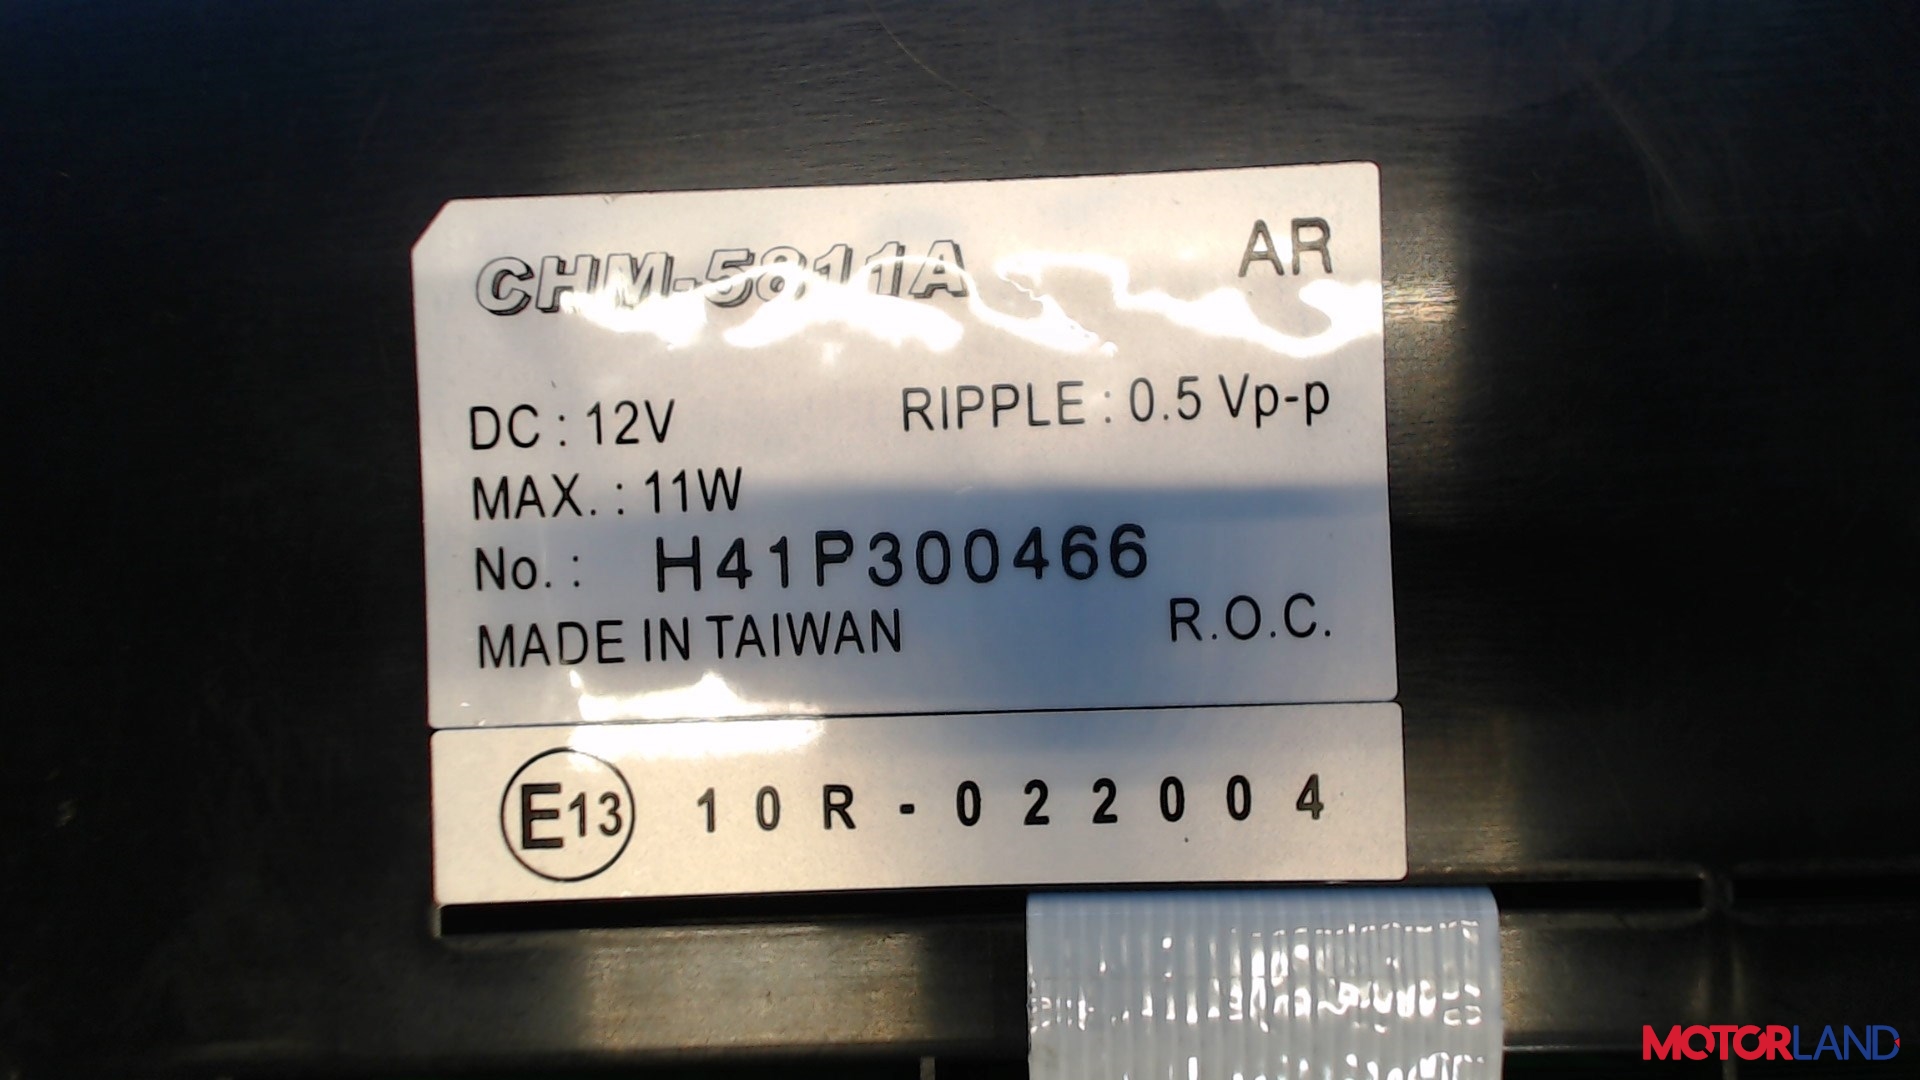 CHM-5811A AR
DC : 12V RIPPLE : 0.5 Vp-p
MAX. : 11W
No. : H41P300466
MADE IN TAIWAN R.O.C.
E13 10R-022004
MOTORLAND